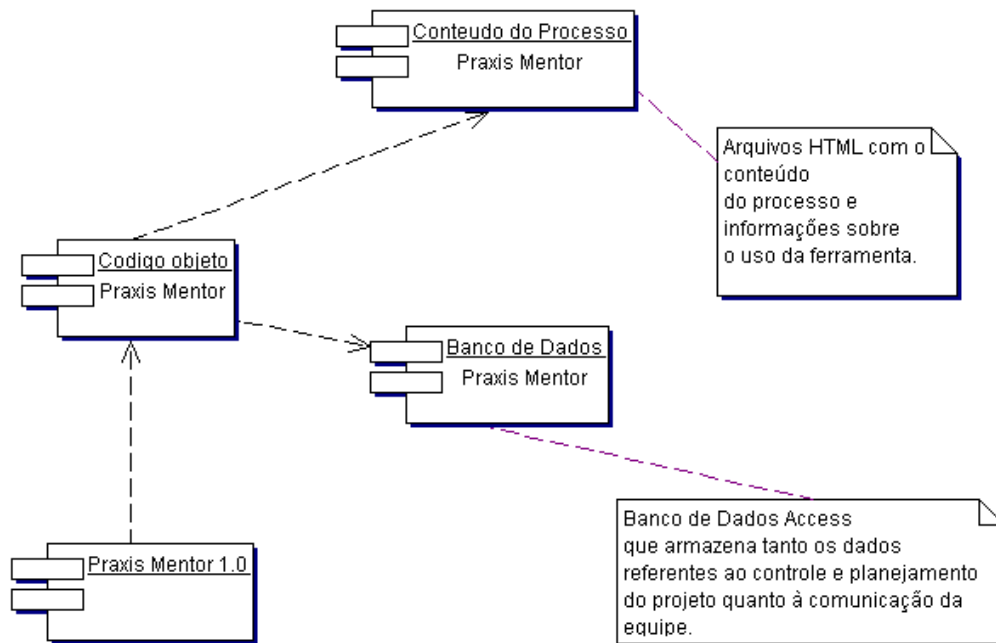 Conteudo do Processo
Praxis Mentor
Arquivos HTML com o
conteúdo
do processo e
informações sobre
o uso da ferramenta.
Codigo objeto
Praxis Mentor
Banco de Dados
Praxis Mentor
Banco de Dados Access
que armazena tanto os dados
referentes ao controle e planejamento
do projeto quanto à comunicação da
equipe.
Praxis Mentor 1.0